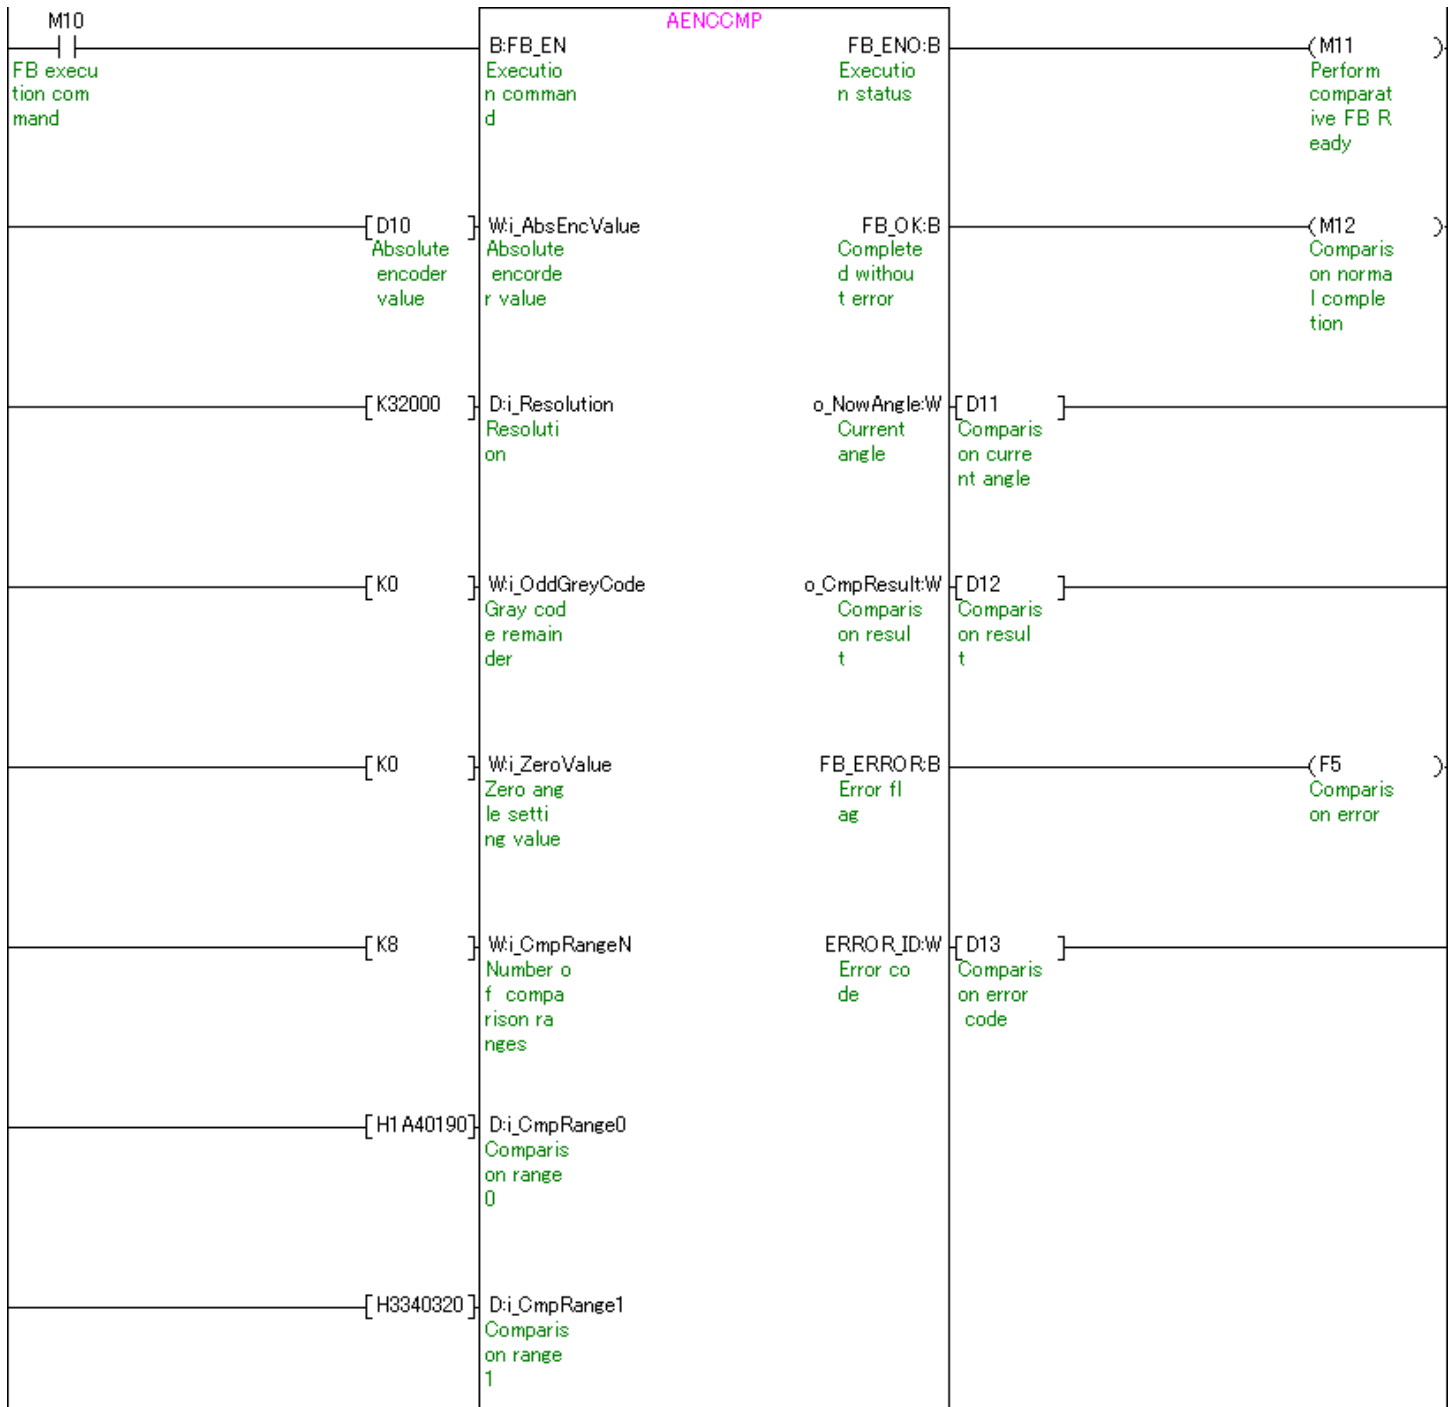 M10
AENCCMP
B:FB_EN
FB_ENO:B
(M11 )
FB execu
tion com
mand
Executio
n comman
d
Executio
n status
Perform
comparat
ive FB R
eady
[D10 ]
W:i_AbsEncValue
FB_OK:B
(M12 )
Absolute
encoder
value
Absolute
encorde
r value
Complete
d withou
t error
Comparis
on norma
l comple
tion
[K32000 ]
D:i_Resolution
o_NowAngle:W
[D11 ]
Resoluti
on
Current
angle
Comparis
on curre
nt angle
[K0 ]
W:i_OddGreyCode
o_CmpResult:W
[D12 ]
Gray cod
e remain
der
Comparis
on resul
t
Comparis
on resul
t
[K0 ]
W:i_ZeroValue
FB_ERROR:B
(F5 )
Zero ang
le setti
ng value
Error fl
ag
Comparis
on error
[K8 ]
W:i_CmpRangeN
ERROR_ID:W
[D13 ]
Number o
f compa
rison ra
nges
Error co
de
Comparis
on error
code
[H1A40190]
D:i_CmpRange0
Comparis
on range
0
[H3340320]
D:i_CmpRange1
Comparis
on range
1